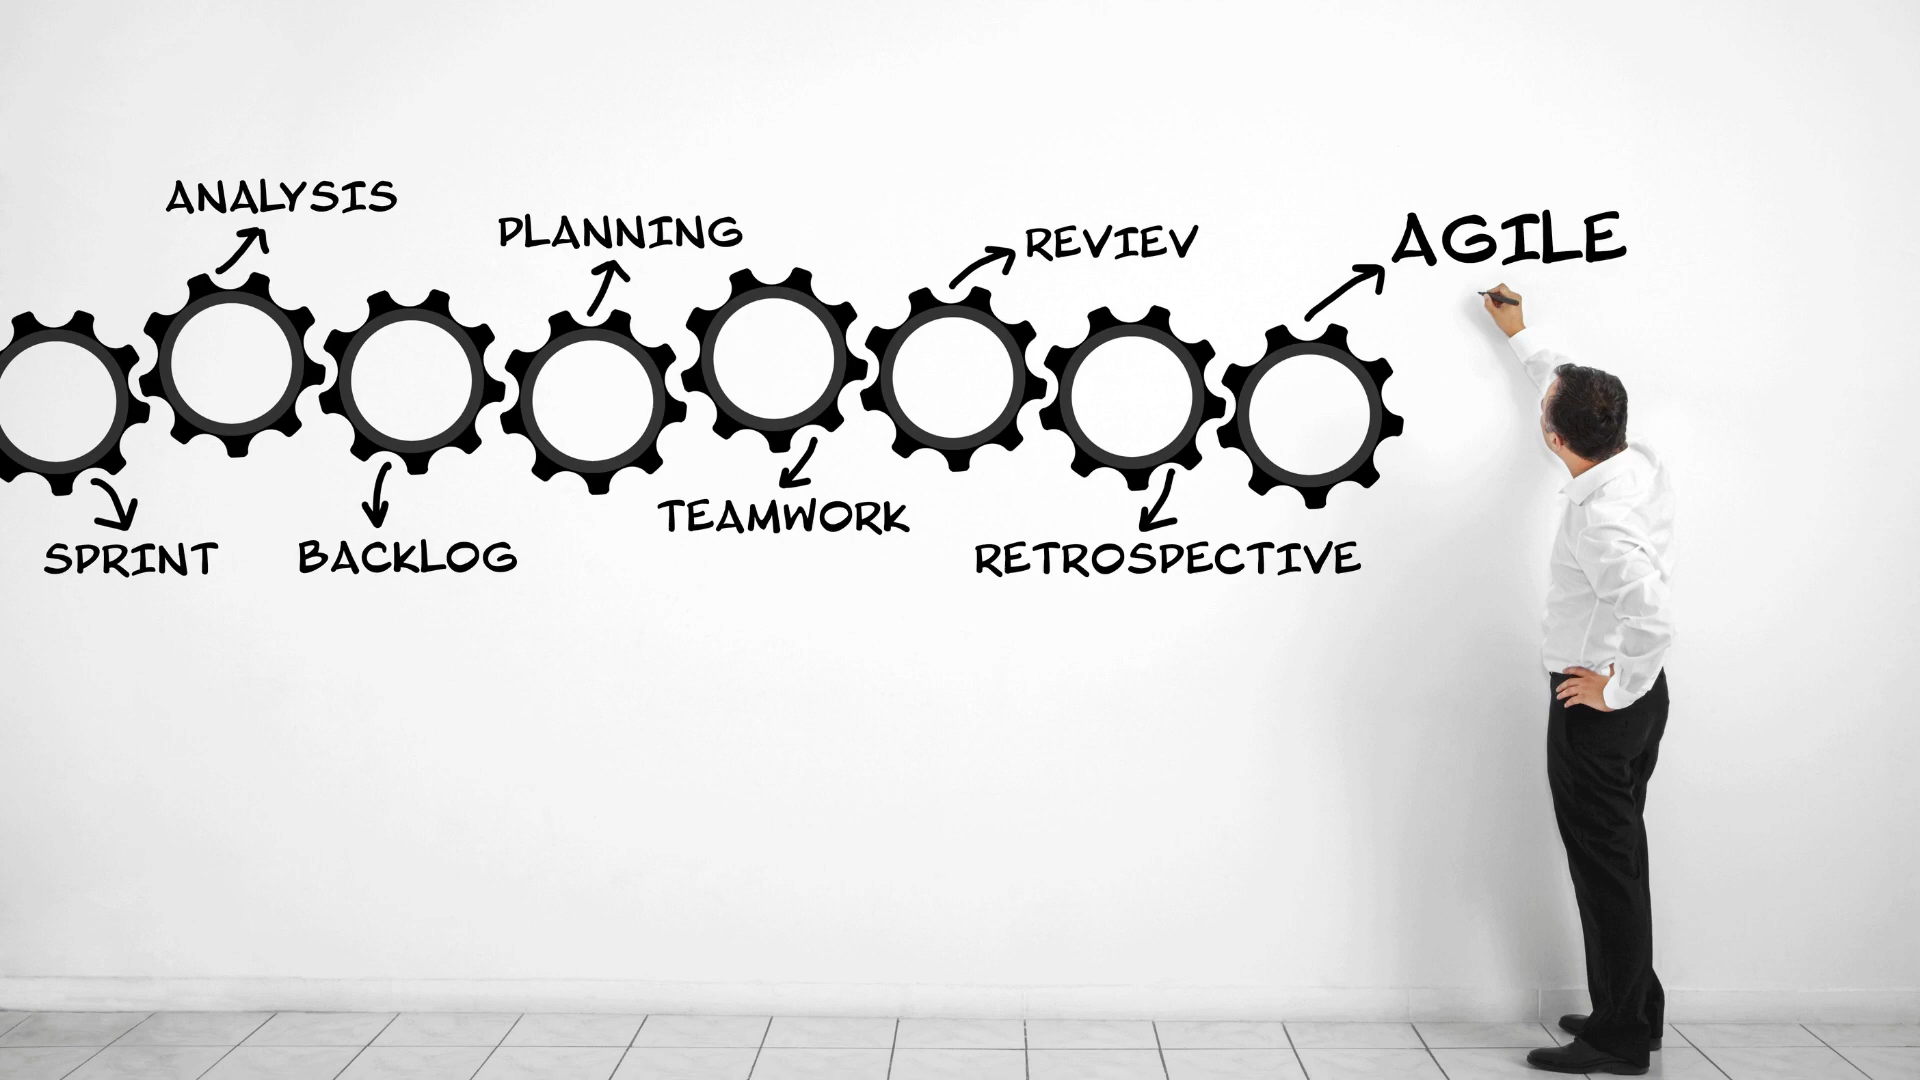 ANALYSIS
PLANNING
REVIEV
AGILE
SPRINT
BACKLOG
TEAMWORK
RETROSPECTIVE